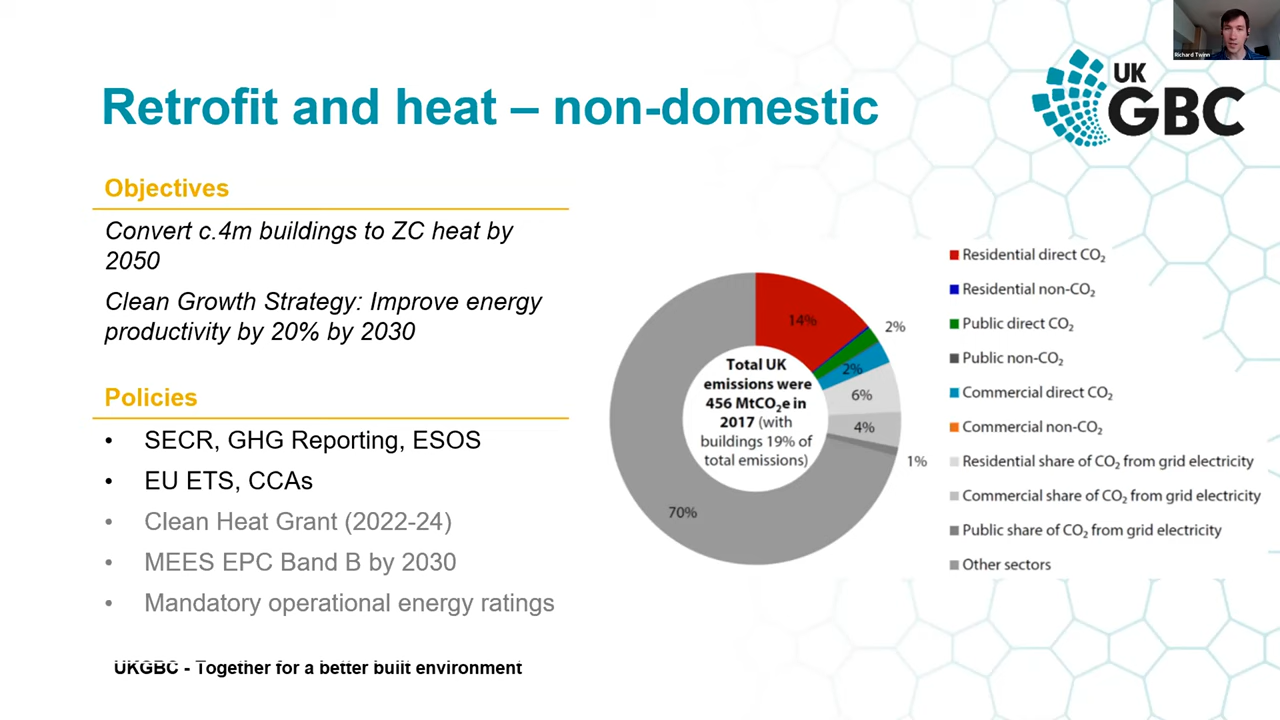 Richard Twinn
UK
GBC
Retrofit and heat – non-domestic
Objectives
Convert c.4m buildings to ZC heat by
2050
Clean Growth Strategy: Improve energy
productivity by 20% by 2030
Policies
• SECR, GHG Reporting, ESOS
• EU ETS, CCAs
• Clean Heat Grant (2022-24)
• MEES EPC Band B by 2030
• Mandatory operational energy ratings
14%
2%
2%
6%
4%
1%
70%
Total UK
emissions were
456 MtCO₂e in
2017 (with
buildings 19% of
total emissions)
Residential direct CO₂
Residential non-CO₂
Public direct CO₂
Public non-CO₂
Commercial direct CO₂
Commercial non-CO₂
Residential share of CO₂ from grid electricity
Commercial share of CO₂ from grid electricity
Public share of CO₂ from grid electricity
Other sectors
UKGBC - Together for a better built environment